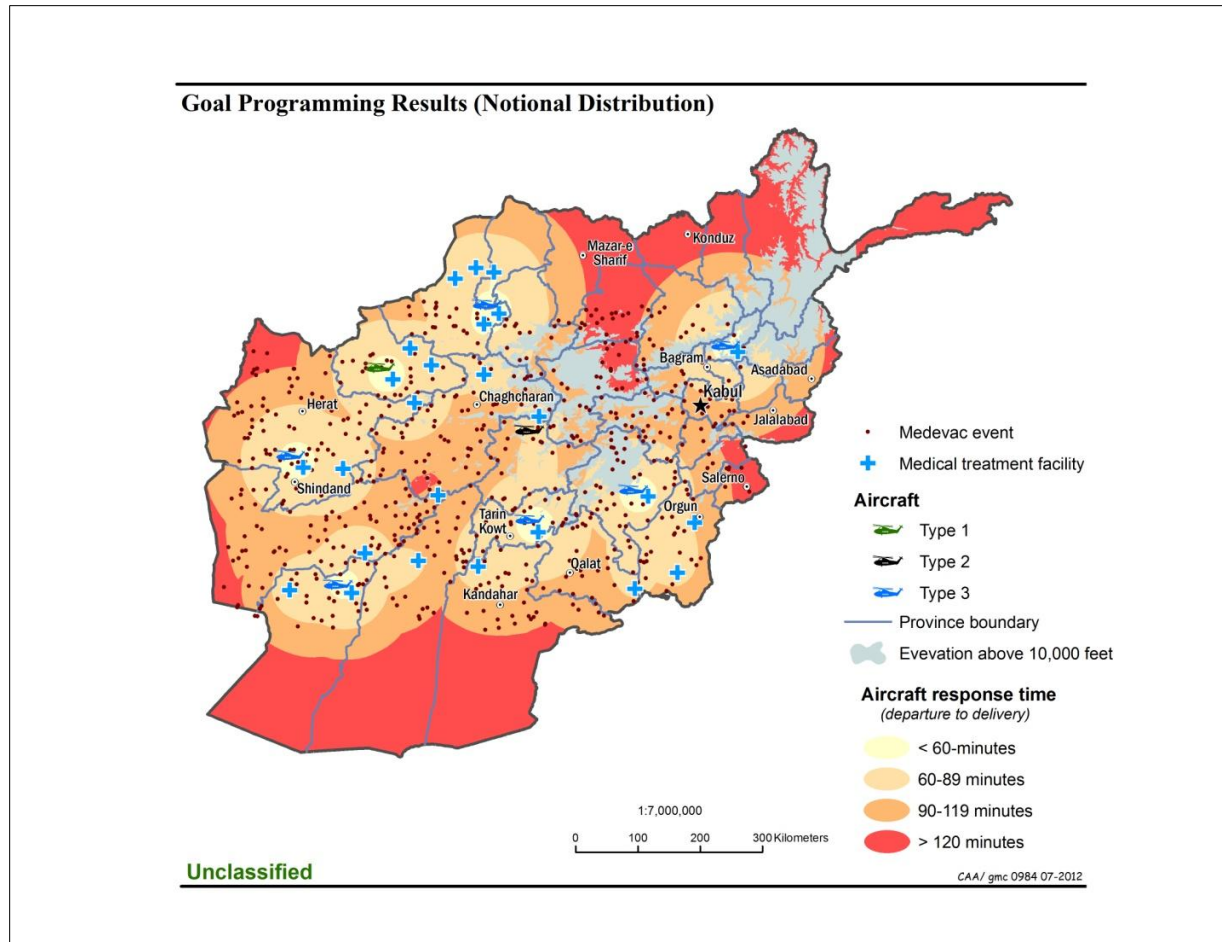 Goal Programming Results (Notional Distribution)
Mazar-e
Sharif
Konduz
Bagram
Asadabad
Kabul
Jalalabad
Herat
Chaghcharan
Shindand
Salerno
Tarin
Kowt
Orgun
Qalat
Kandahar
Medevac event
Medical treatment facility
Aircraft
Type 1
Type 2
Type 3
Province boundary
Evevation above 10,000 feet
Aircraft response time
(departure to delivery)
< 60-minutes
60-89 minutes
90-119 minutes
> 120 minutes
1:7,000,000
0 100 200 300 Kilometers
Unclassified
CAA/ gmc 0984 07-2012